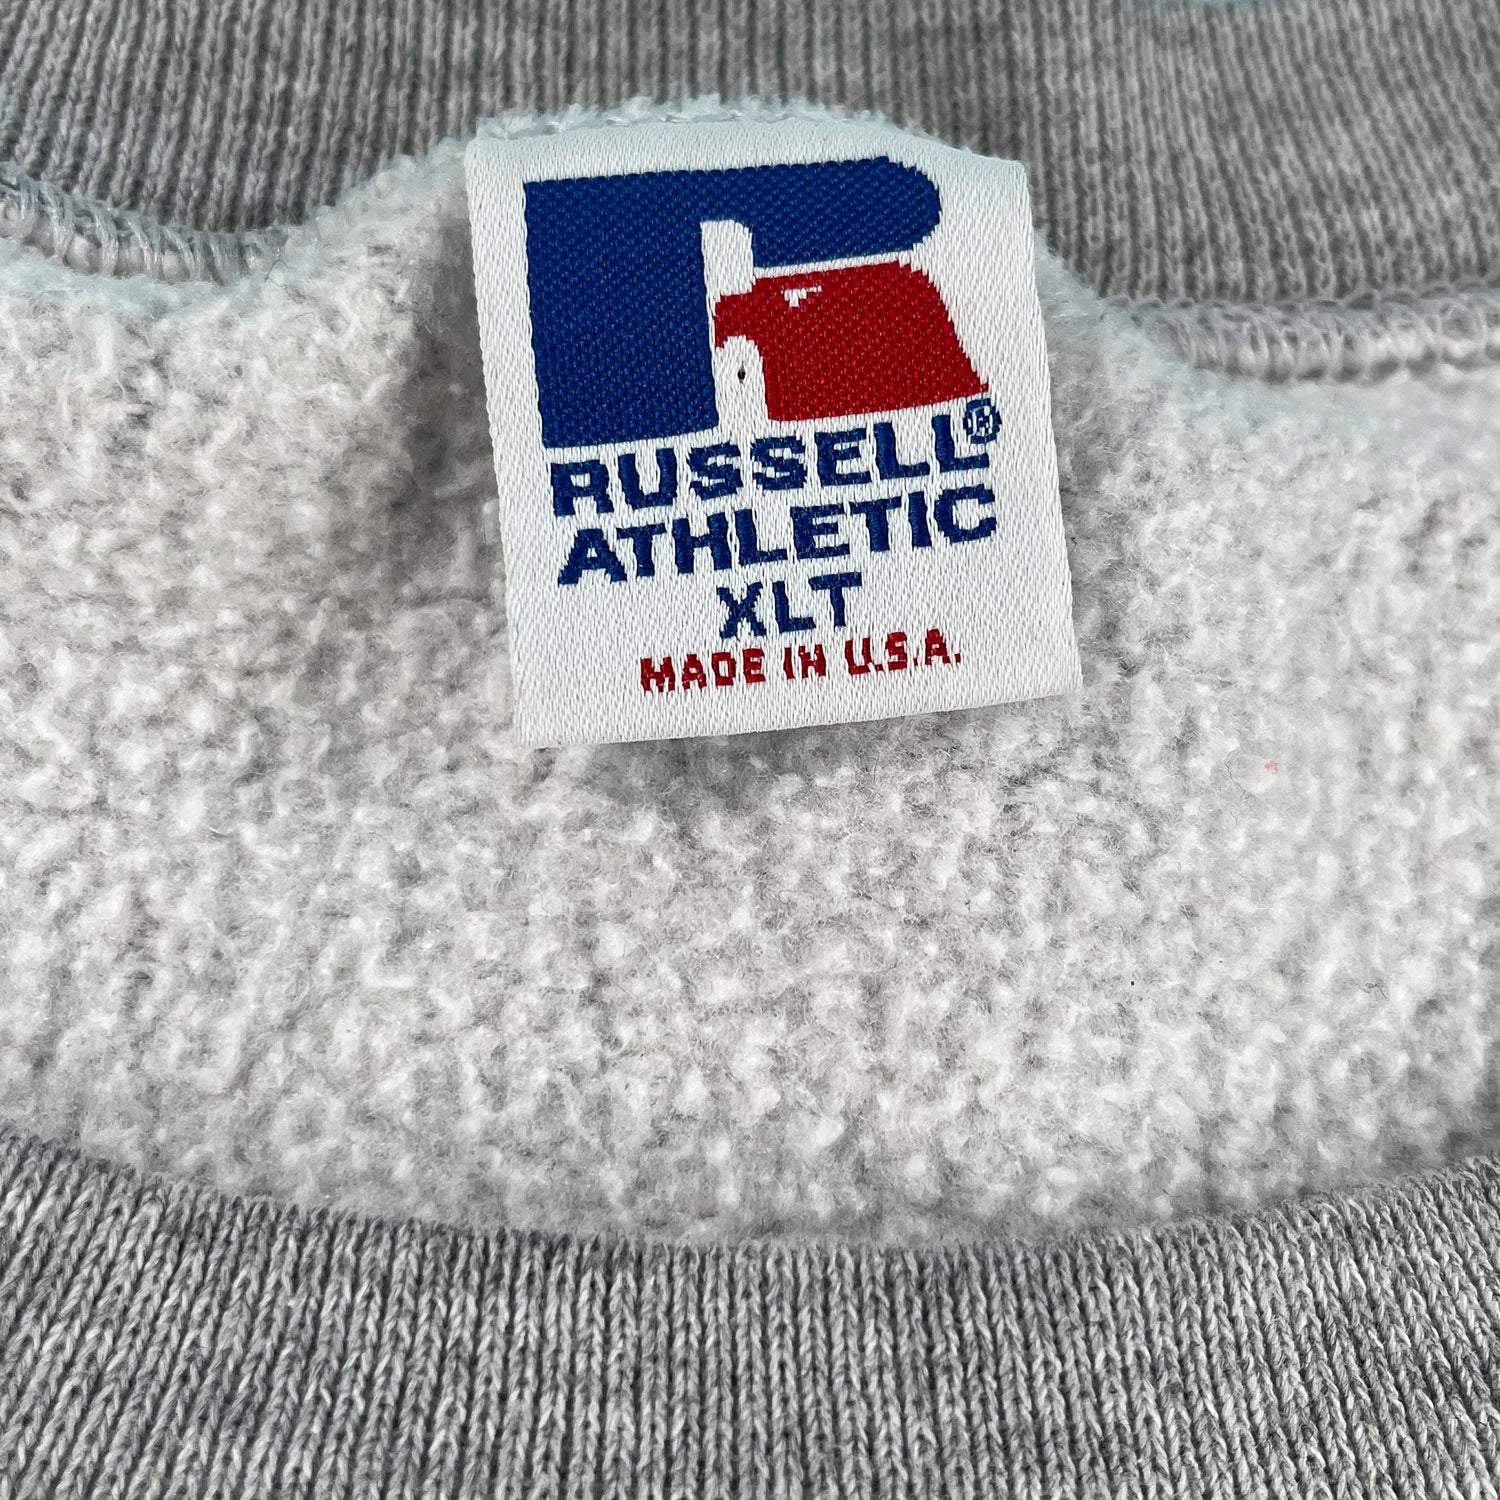 RUSSELL®
ATHLETIC
XLT
MADE IN U.S.A.